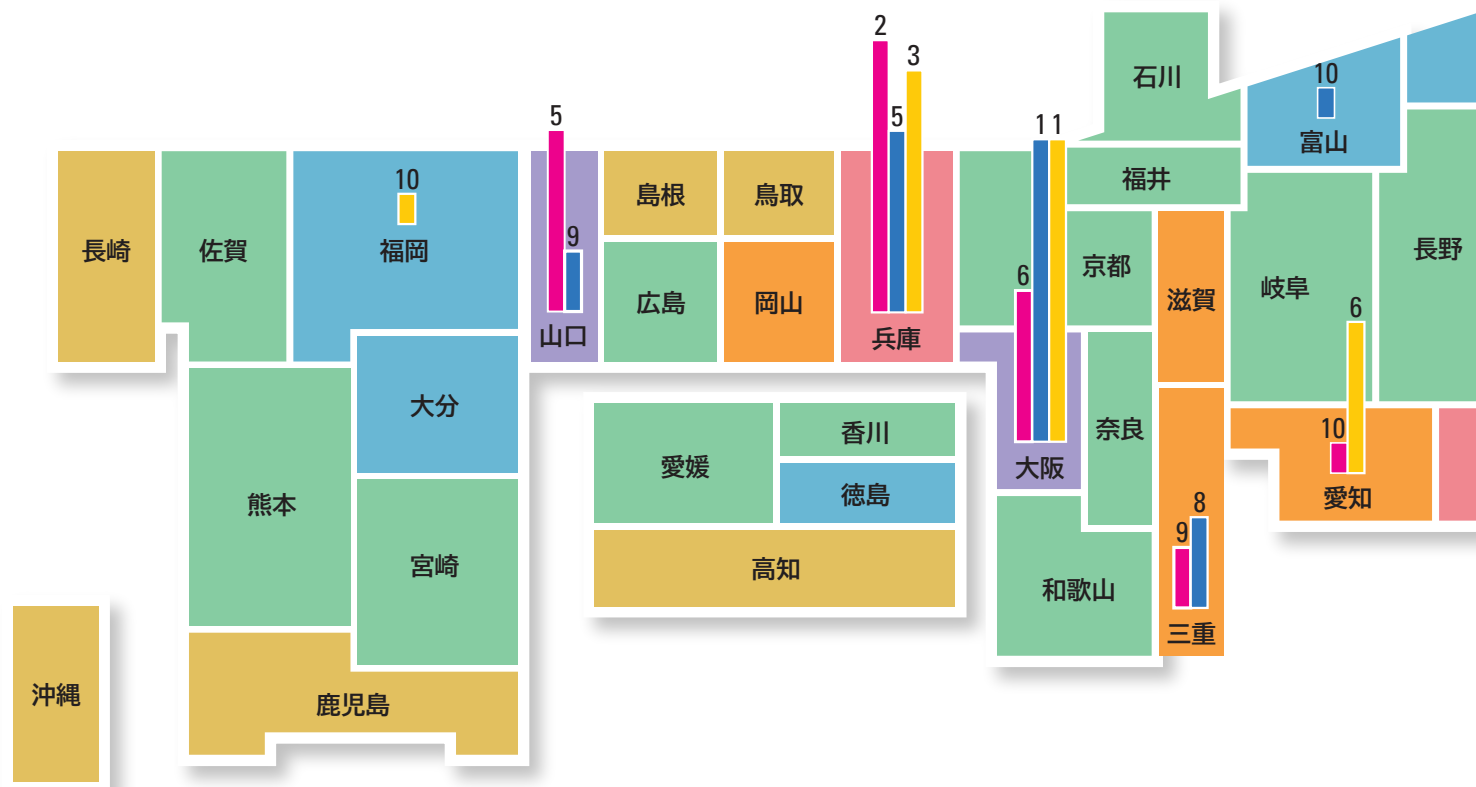 2
3
石川
10
5
5
1 1
富山
福井
10
島根
鳥取
長崎
佐賀
福岡
9
6
京都
長野
広島
岡山
滋賀
岐阜
山口
兵庫
6
大分
香川
奈良
10
愛媛
大阪
徳島
愛知
熊本
9
8
宮崎
高知
和歌山
三重
沖縄
鹿児島